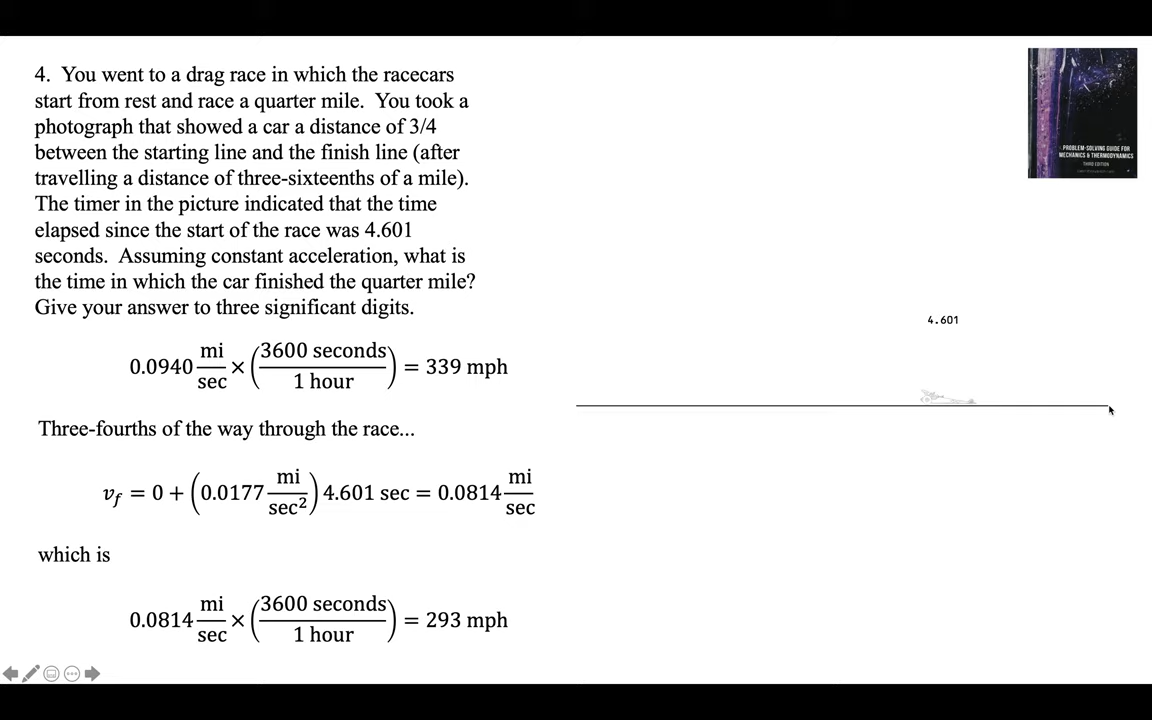 4. You went to a drag race in which the racecars
start from rest and race a quarter mile. You took a
photograph that showed a car a distance of 3/4
between the starting line and the finish line (after
travelling a distance of three-sixteenths of a mile).
The timer in the picture indicated that the time
elapsed since the start of the race was 4.601
seconds. Assuming constant acceleration, what is
the time in which the car finished the quarter mile?
Give your answer to three significant digits.
0.0940 mi/sec × (3600 seconds/1 hour) = 339 mph
Three-fourths of the way through the race...
v_f = 0 + (0.0177 mi/sec²) 4.601 sec = 0.0814 mi/sec
which is
0.0814 mi/sec × (3600 seconds/1 hour) = 293 mph
PROBLEM-SOLVING GUIDE FOR
MECHANICS & THERMODYNAMICS
THIRD EDITION
4.601